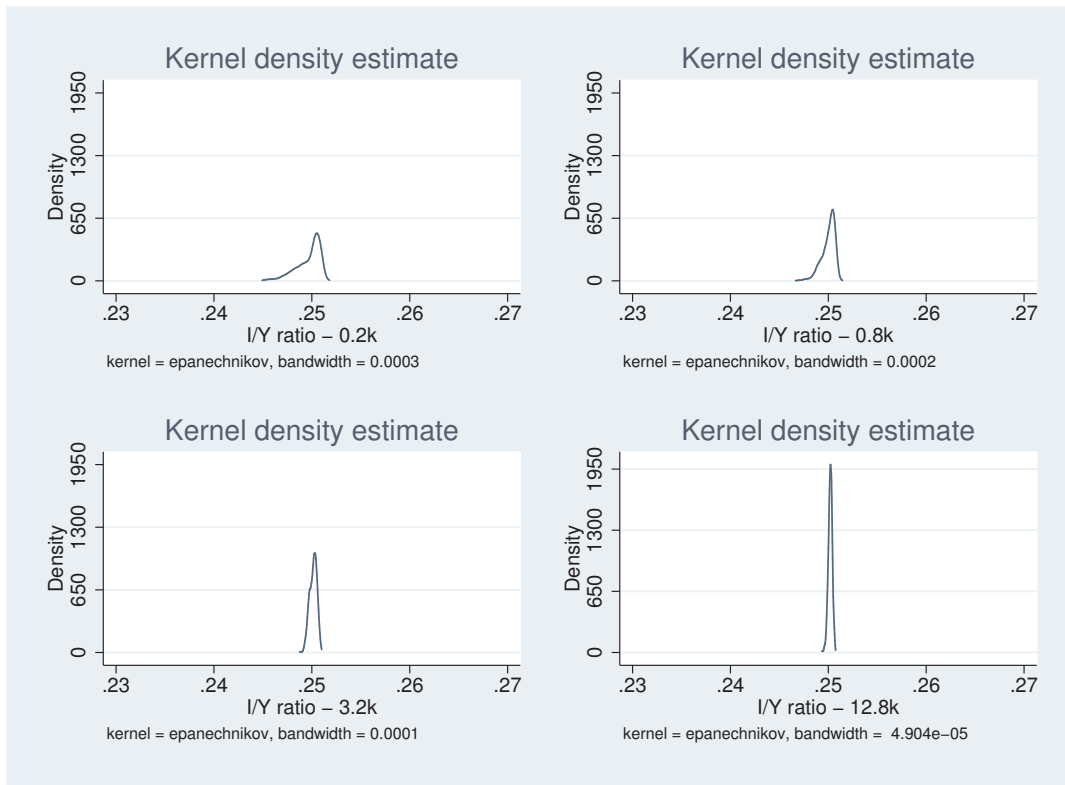 Kernel density estimate
Density
1950
1300
650
0
.23 .24 .25 .26 .27
I/Y ratio − 0.2k
kernel = epanechnikov, bandwidth = 0.0003
Kernel density estimate
Density
1950
1300
650
0
.23 .24 .25 .26 .27
I/Y ratio − 0.8k
kernel = epanechnikov, bandwidth = 0.0002
Kernel density estimate
Density
1950
1300
650
0
.23 .24 .25 .26 .27
I/Y ratio − 3.2k
kernel = epanechnikov, bandwidth = 0.0001
Kernel density estimate
Density
1950
1300
650
0
.23 .24 .25 .26 .27
I/Y ratio − 12.8k
kernel = epanechnikov, bandwidth = 4.904e−05